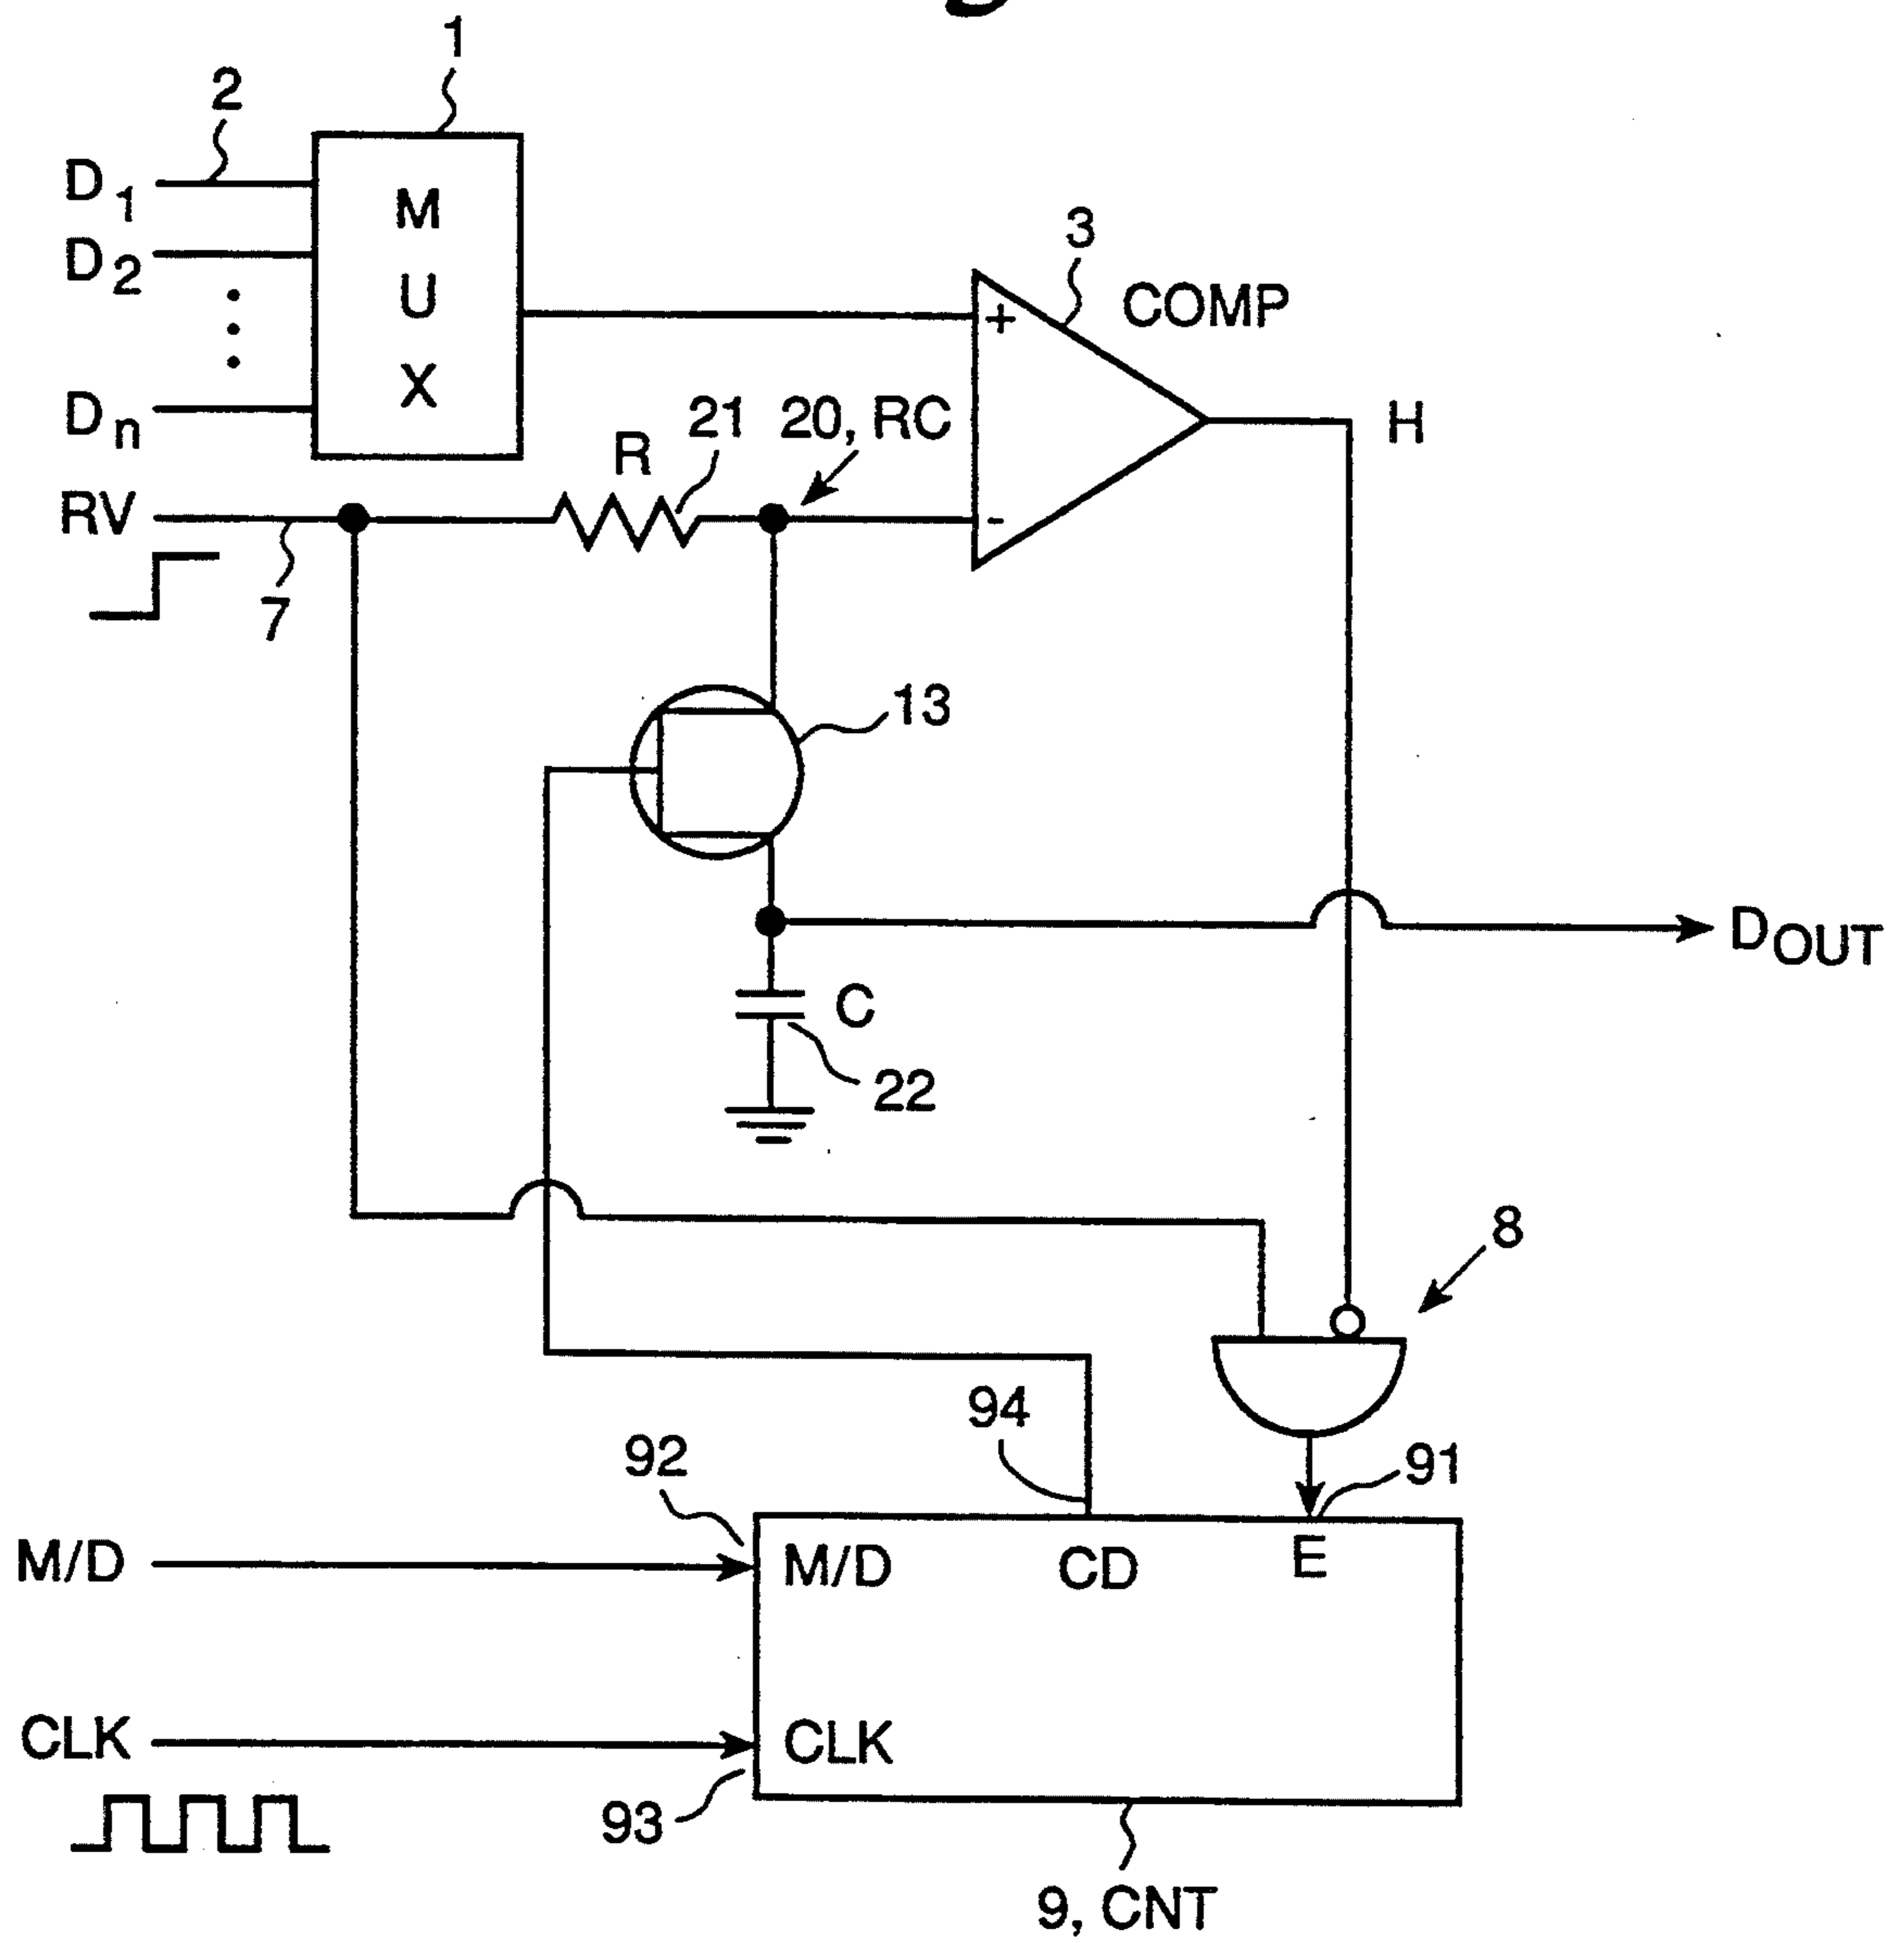 1
2
D1
M
U
X
D2
Dn
3
COMP
+
H
21
20, RC
R
RV
-
7
13
DOUT
C
22
8
94
92
91
M/D
M/D
CD
E
CLK
CLK
93
9, CNT